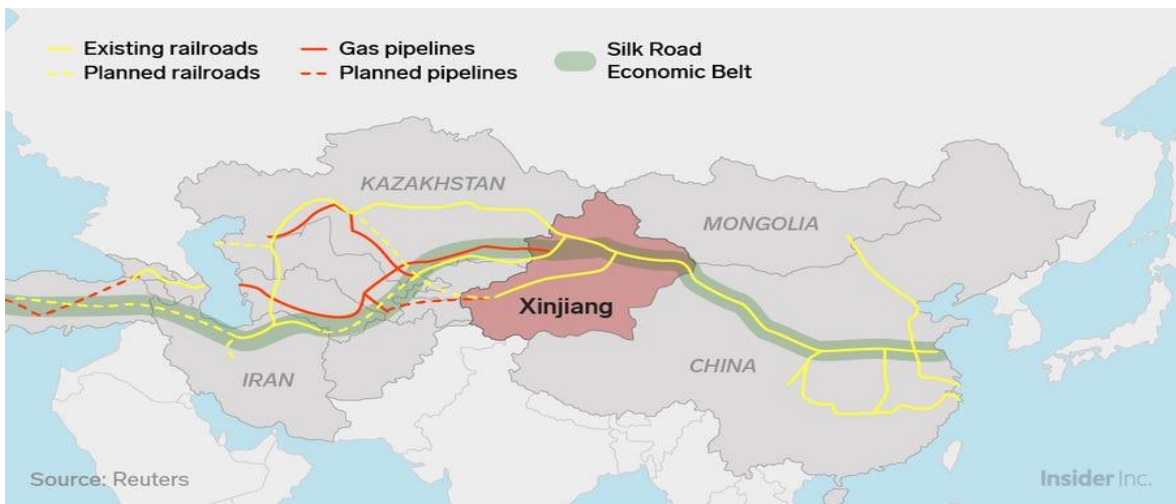 Existing railroads
Planned railroads
Gas pipelines
Planned pipelines
Silk Road
Economic Belt
KAZAKHSTAN
MONGOLIA
Xinjiang
IRAN
CHINA
Source: Reuters
Insider Inc.